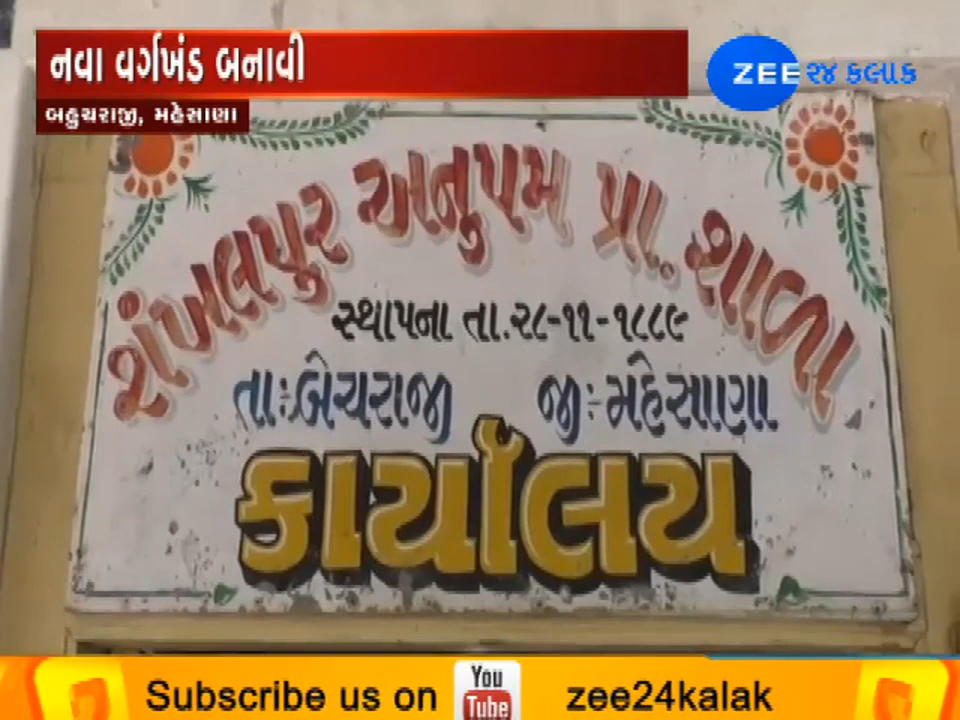 નવા વર્ગખંડ બનાવી
ZEE ૨૪ કલાક
બહુચરાજી, મહેસાણા
શંખલપુર અનુપમ પ્રા. શાળા
સ્થાપના તા.૨૮-૧૧-૧૮૮૯
તા:બેચરાજી જી:-મહેસાણા
કાર્યાલય
Subscribe us on You Tube zee24kalak